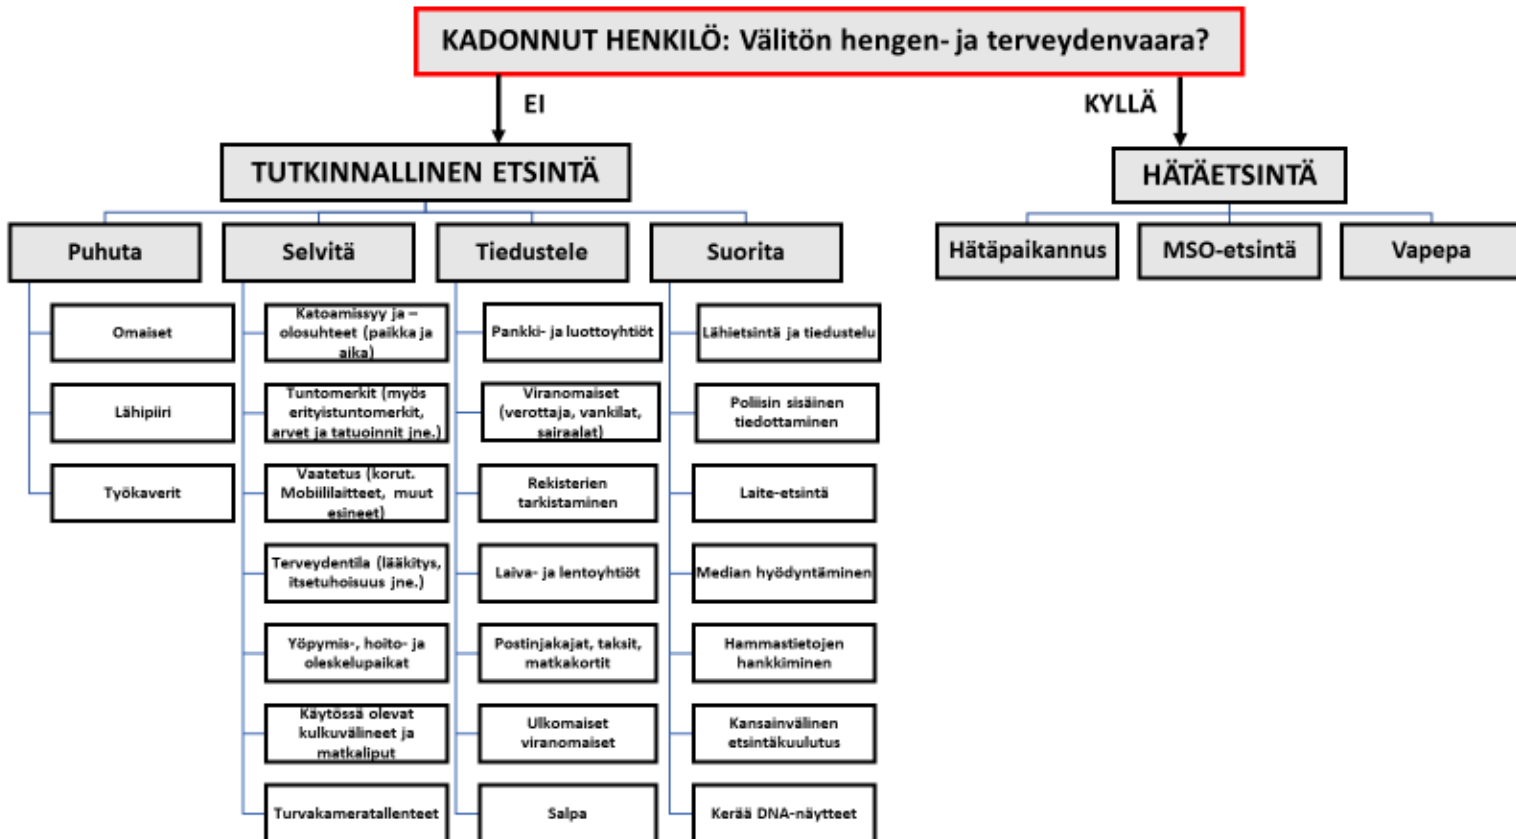 KADONNUT HENKILÖ: Välitön hengen- ja terveydenvaara?
EI
KYLLÄ
TUTKINNALLINEN ETSINTÄ
HÄTÄETSINTÄ
Puhuta
Selvitä
Tiedustele
Suorita
Hätäpaikannus
MSO-etsintä
Vapepa
Omaiset
Lähipiiri
Työkaverit
Katoamissyy ja –
olosuhteet (paikka ja
aika)
Tuntomerkit (myös
erityistuntomerkit,
arvet ja tatuoinnit jne.)
Vaatetus (korut.
Mobiililaitteet, muut
esineet)
Terveydentila (lääkitys,
itsetuhoisuus jne.)
Yöpymis-, hoito- ja
oleskelupaikat
Käytössä olevat
kulkuvälineet ja
matkaliput
Turvakameratallenteet
Pankki- ja luottoyhtiöt
Viranomaiset
(verottaja, vankilat,
sairaalat)
Rekisterien
tarkistaminen
Laiva- ja lentoyhtiöt
Postinjakajat, taksit,
matkakortit
Ulkomaiset
viranomaiset
Salpa
Lähietsintä ja tiedustelu
Poliisin sisäinen
tiedottaminen
Laite-etsintä
Median hyödyntäminen
Hammastietojen
hankkiminen
Kansainvälinen
etsintäkuulutus
Kerää DNA-näytteet